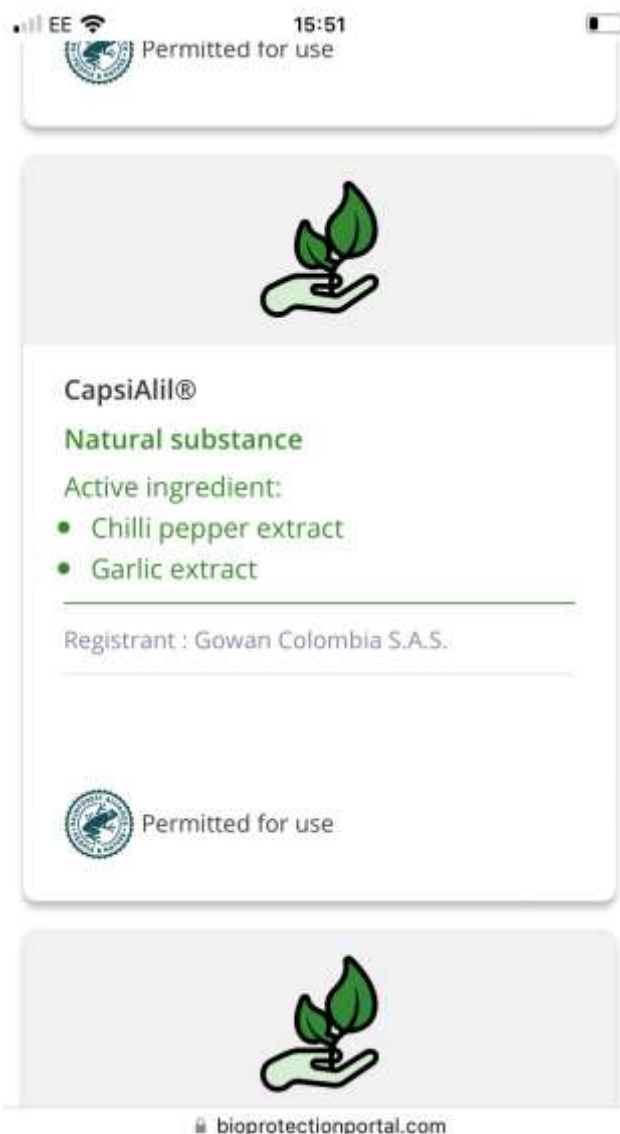 EE
15:51
Permitted for use
CapsiAlil®
Natural substance
Active ingredient:
• Chilli pepper extract
• Garlic extract
Registrant : Gowan Colombia S.A.S.
Permitted for use
bioprotectionportal.com